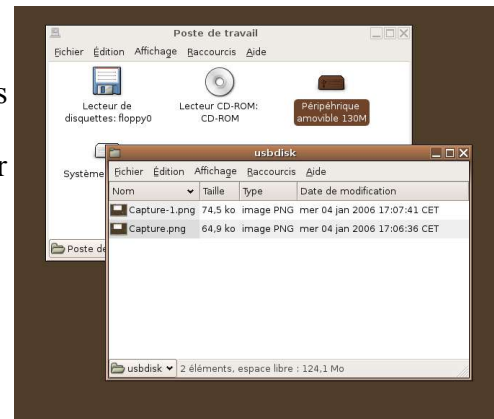 Poste de travail
Fichier Édition Affichage Raccourcis Aide
Lecteur de
disquettes: floppy0
Lecteur CD-ROM:
CD-ROM
Périphérique
amovible 130M
s
r
Système
Poste de
usbdisk
Fichier Édition Affichage Raccourcis Aide
Nom Taille Type Date de modification
Capture-1.png 74,5 ko image PNG mer 04 jan 2006 17:07:41 CET
Capture.png 64,9 ko image PNG mer 04 jan 2006 17:06:36 CET
usbdisk 2 éléments, espace libre : 124,1 Mo